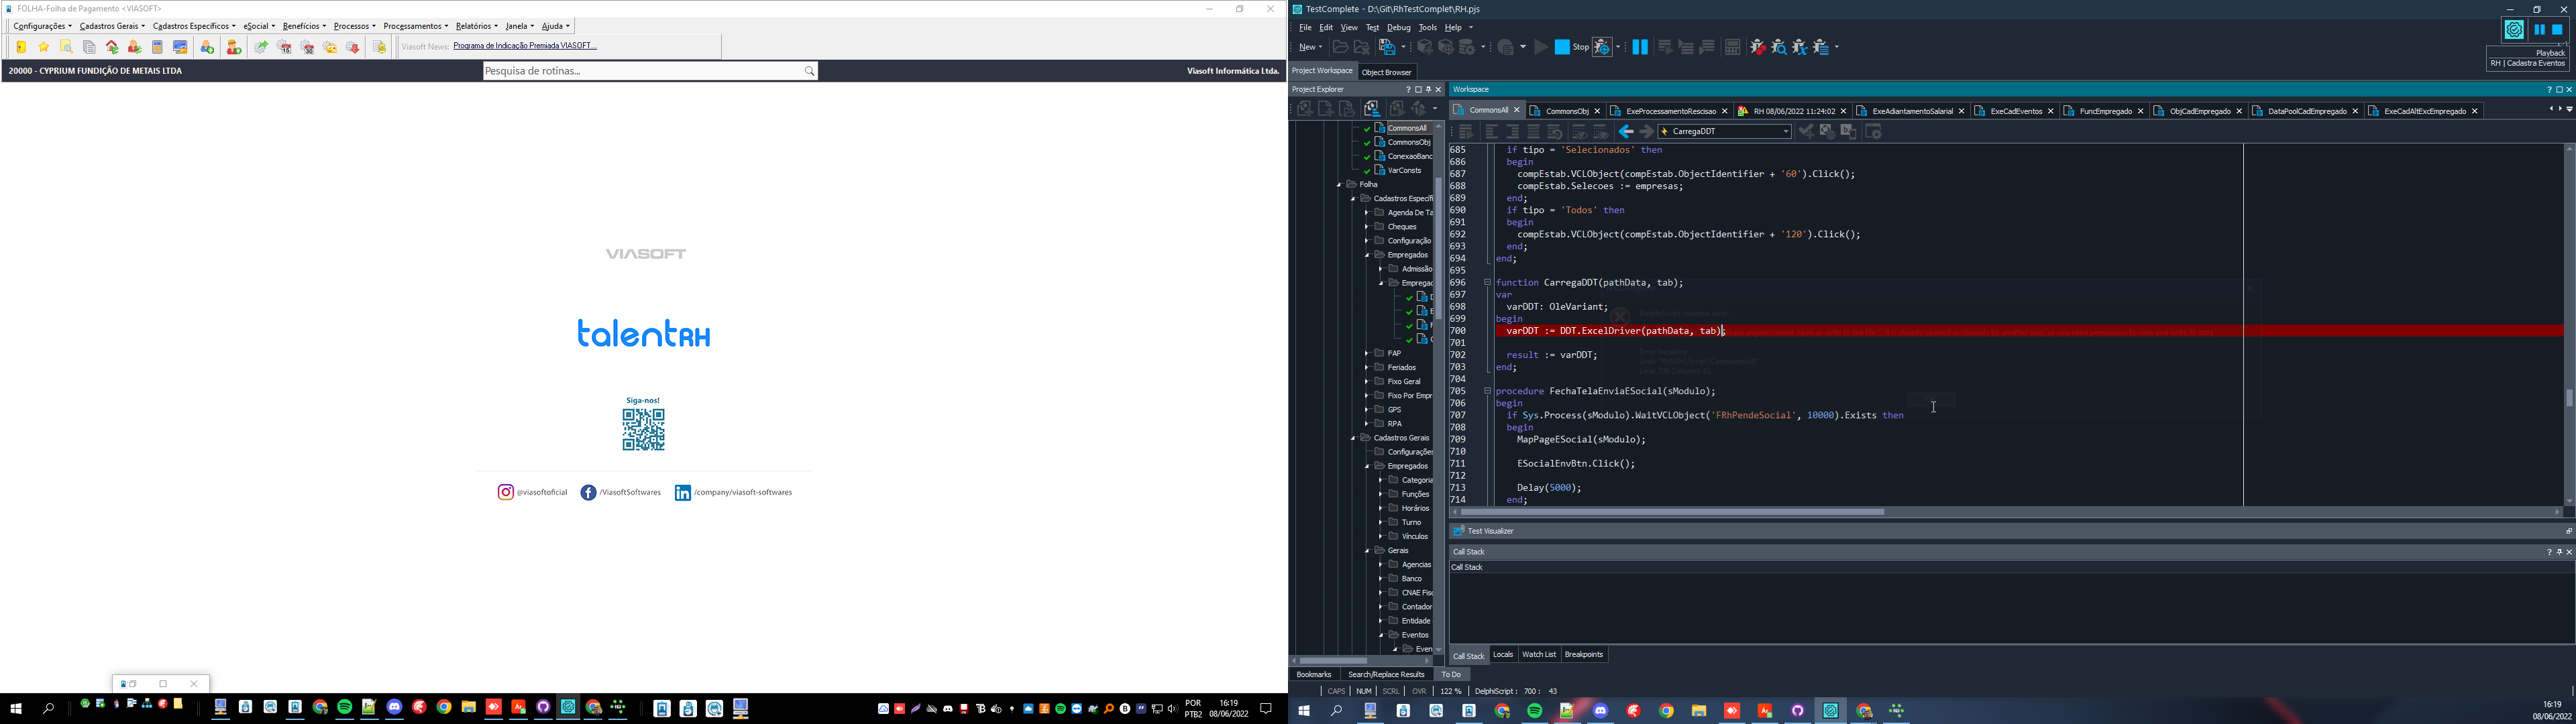 FOLHA-Folha de Pagamento <VIASOFT>
Configurações Cadastros Gerais Cadastros Específicos eSocial Benefícios Processos Processamentos Relatórios Janela Ajuda
Viasoft News: Programa de Indicação Premiada VIASOFT...
20000 - CYPRIUM FUNDIÇÃO DE METAIS LTDA
Pesquisa de rotinas...
Viasoft Informática Ltda.
VIASOFT
talentRH
Siga-nos!
@viasoftoficial
/ViasoftSoftwares
/company/viasoft-softwares
POR
PTB2
16:19
08/06/2022
TestComplete - D:\Git\RhTestComplet\RH.pjs
File Edit View Test Debug Tools Help
New
Stop
Playback
RH | Cadastra Eventos
Project Workspace Object Browser
Project Explorer
CommonsAll
CommonsObj
ConexaoBanc
VarConsts
Folha
Cadastros Específi
Agenda De Ta
Cheques
Configuração
Empregados
Admissão
Empregac
FAP
Feriados
Fixo Geral
Fixo Por Empr
GPS
RPA
Cadastros Gerais
Configurações
Empregados
Categoria
Funções
Horários
Turno
Vínculos
Gerais
Agencias
Banco
CNAE Fisc
Contador
Entidade
Eventos
Even
Bookmarks Search/Replace Results To Do
Workspace
CommonsAll CommonsObj ExeProcessamentoRescisao RH 08/06/2022 11:24:02 ExeAdiantamentoSalarial ExeCadEventos FuncEmpregado ObjCadEmpregado DataPoolCadEmpregado ExeCadAltExcEmpregado
CarregaDDT
685 if tipo = 'Selecionados' then
686 begin
687 compEstab.VCLObject(compEstab.ObjectIdentifier + '60').Click();
688 compEstab.Selecoes := empresas;
689 end;
690 if tipo = 'Todos' then
691 begin
692 compEstab.VCLObject(compEstab.ObjectIdentifier + '120').Click();
693 end;
694 end;
695
696 function CarregaDDT(pathData, tab);
697 var
698 varDDT: OleVariant;
699 begin
700 varDDT := DDT.ExcelDriver(pathData, tab);
701
702 result := varDDT;
703 end;
704
705 procedure FechaTelaEnviaESocial(sModulo);
706 begin
707 if Sys.Process(sModulo).WaitVCLObject('FRhPendeSocial', 10000).Exists then
708 begin
709 MapPageESocial(sModulo);
710
711 ESocialEnvBtn.Click();
712
713 Delay(5000);
714 end;
Test Visualizer
Call Stack
Call Stack
Call Stack Locals Watch List Breakpoints
CAPS NUM SCRL OVR 122 % DelphiScript : 700 : 43
16:19
08/06/2022